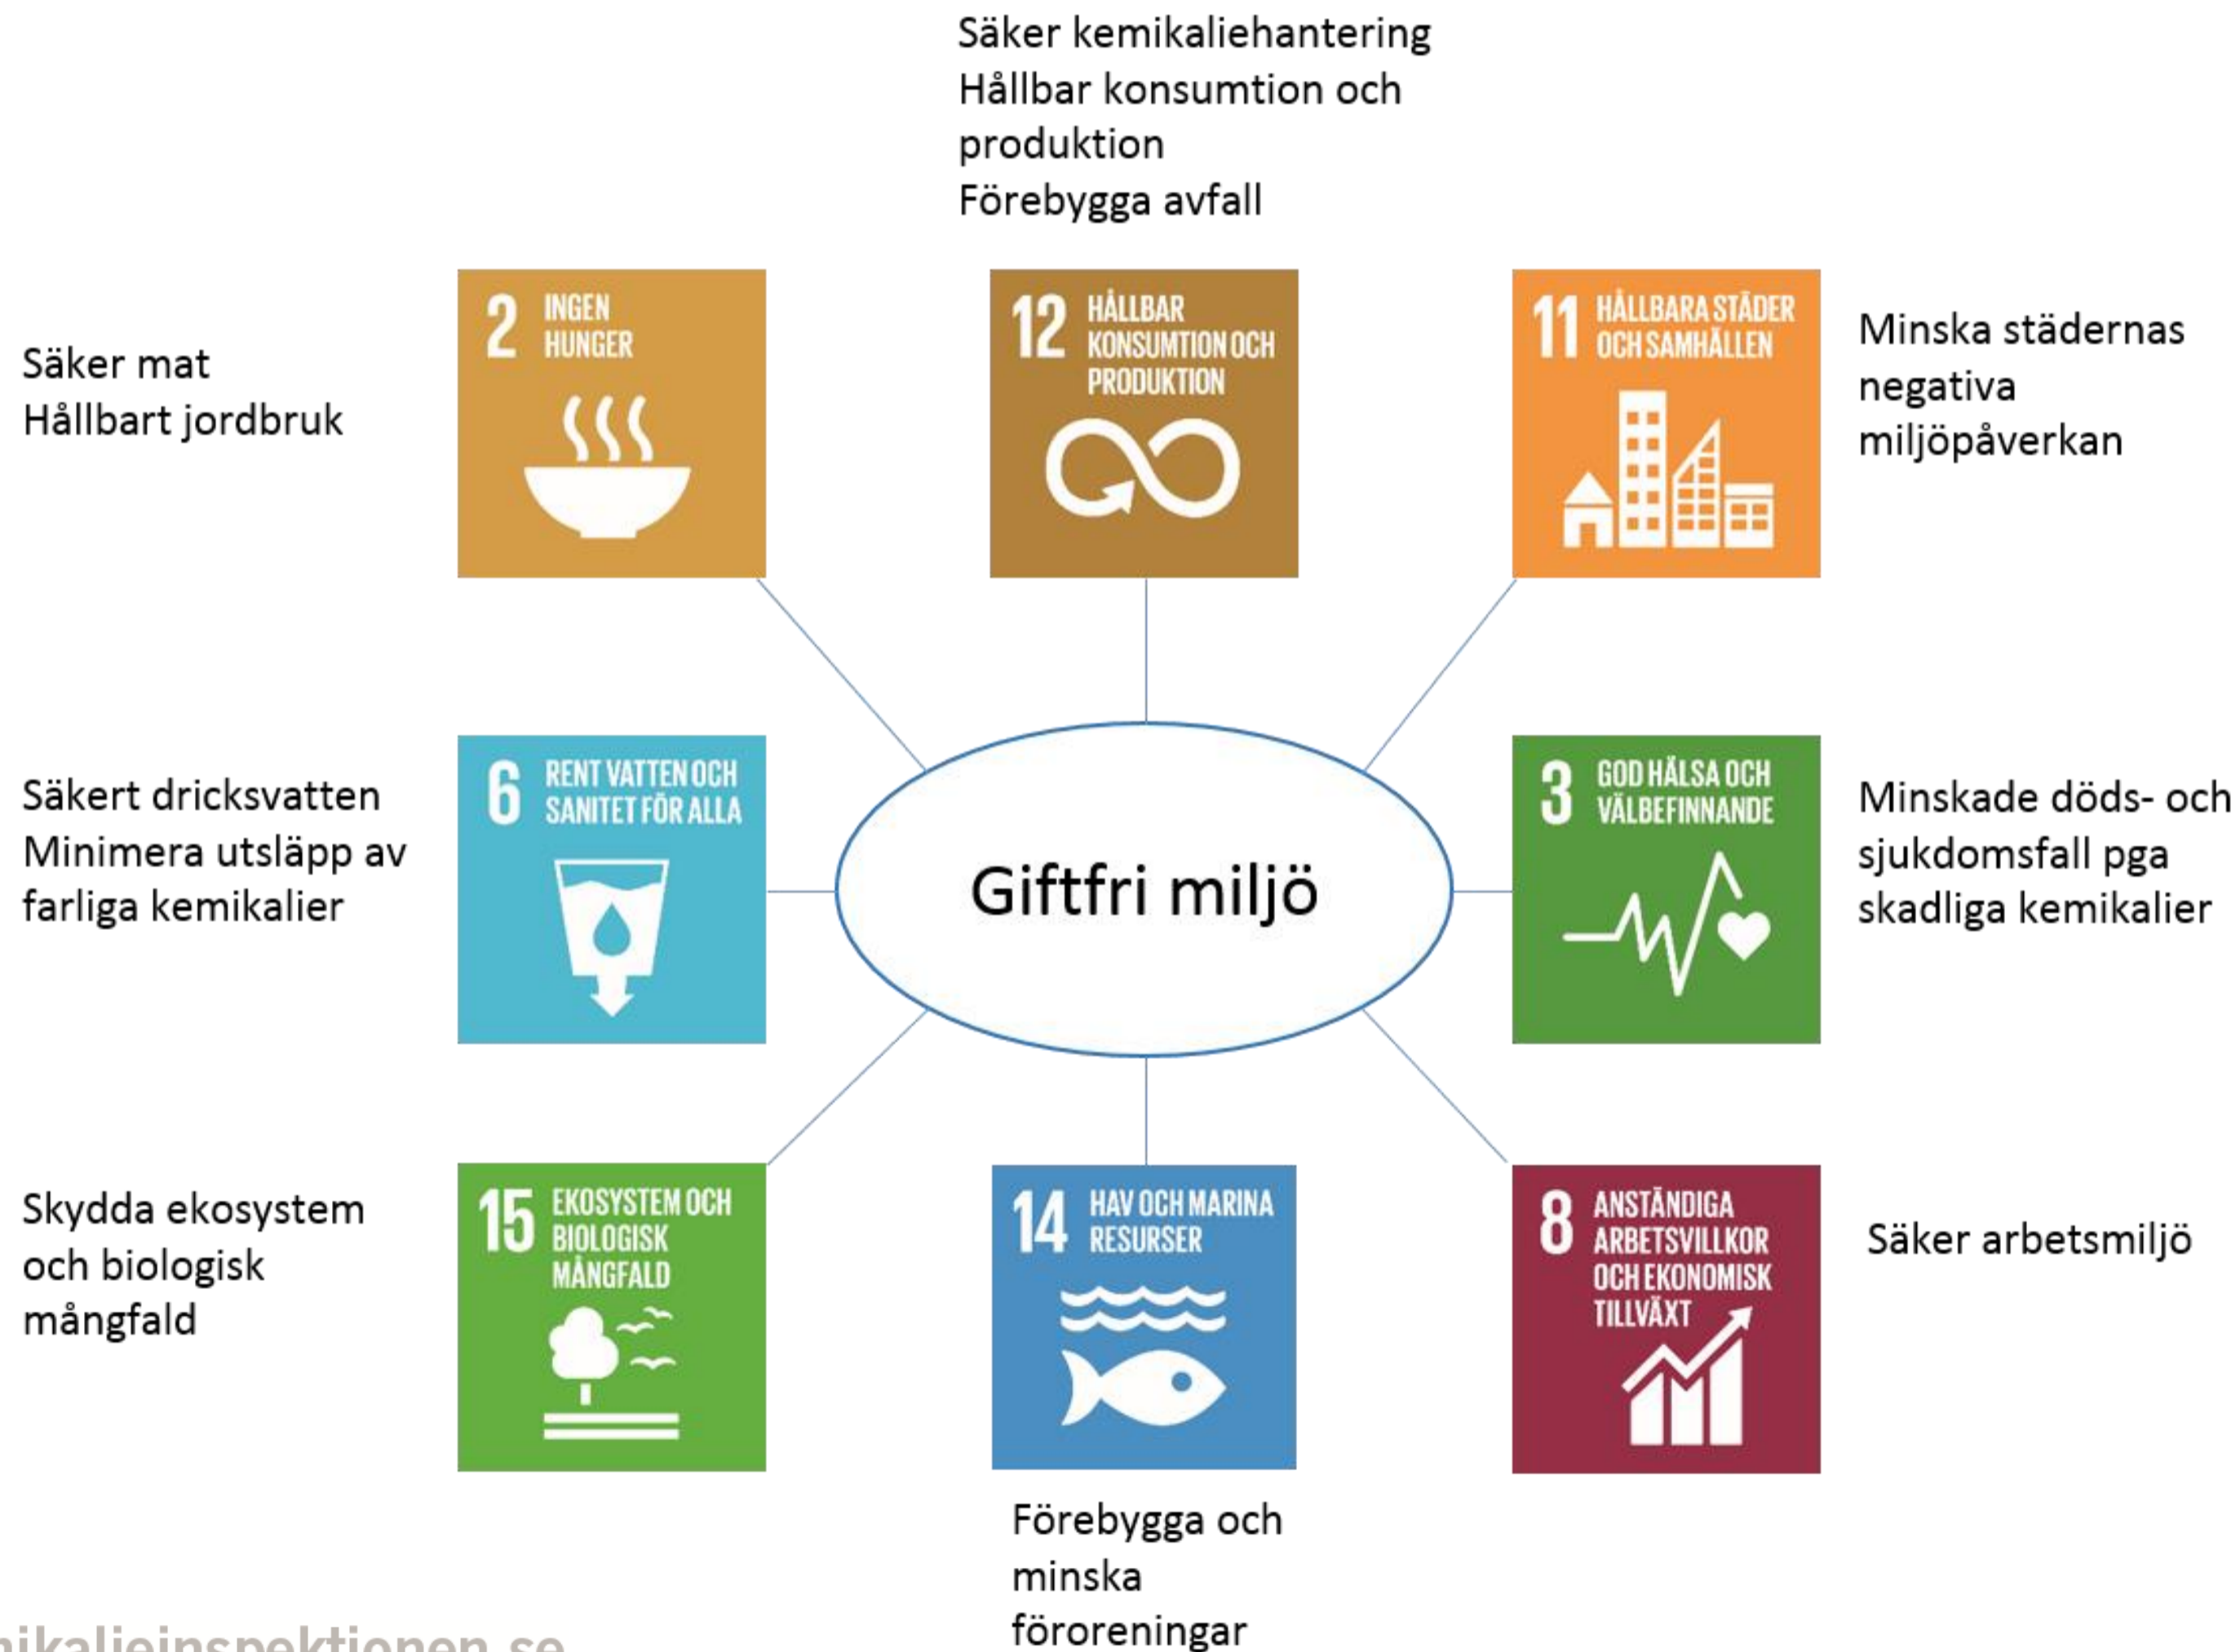 Säker kemikaliehantering
Hållbar konsumtion och
produktion
Förebygga avfall
Säker mat
Hållbart jordbruk
2 INGEN
HUNGER
12 HÅLLBAR
KONSUMTION OCH
PRODUKTION
11 HÅLLBARA STÄDER
OCH SAMHÄLLEN
Minska städernas
negativa
miljöpåverkan
Säkert dricksvatten
Minimera utsläpp av
farliga kemikalier
6 RENT VATTEN OCH
SANITET FÖR ALLA
Giftfri miljö
3 GOD HÄLSA OCH
VÄLBEFINNANDE
Minskade döds- och
sjukdomsfall pga
skadliga kemikalier
Skydda ekosystem
och biologisk
mångfald
15 EKOSYSTEM OCH
BIOLOGISK
MÅNGFALD
14 HAV OCH MARINA
RESURSER
8 ANSTÄNDIGA
ARBETSVILLKOR
OCH EKONOMISK
TILLVÄXT
Säker arbetsmiljö
Förebygga och
minska
föroreningar